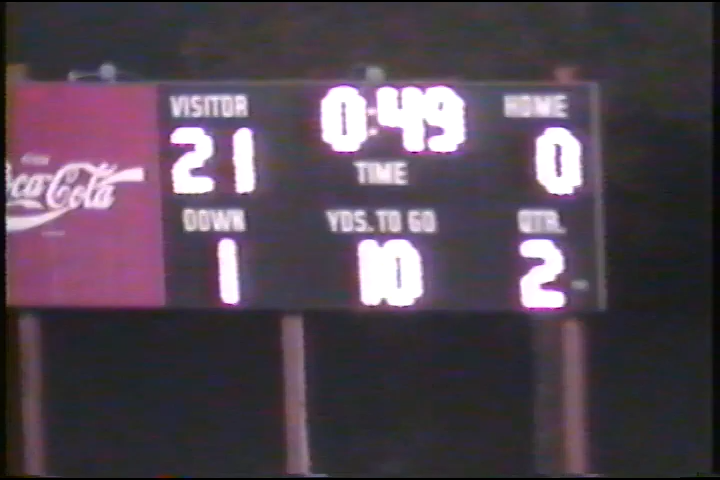 VISITOR 0:49 HOME
21 TIME 0
Coca-Cola
DOWN YDS. TO GO QTR.
1 10 2